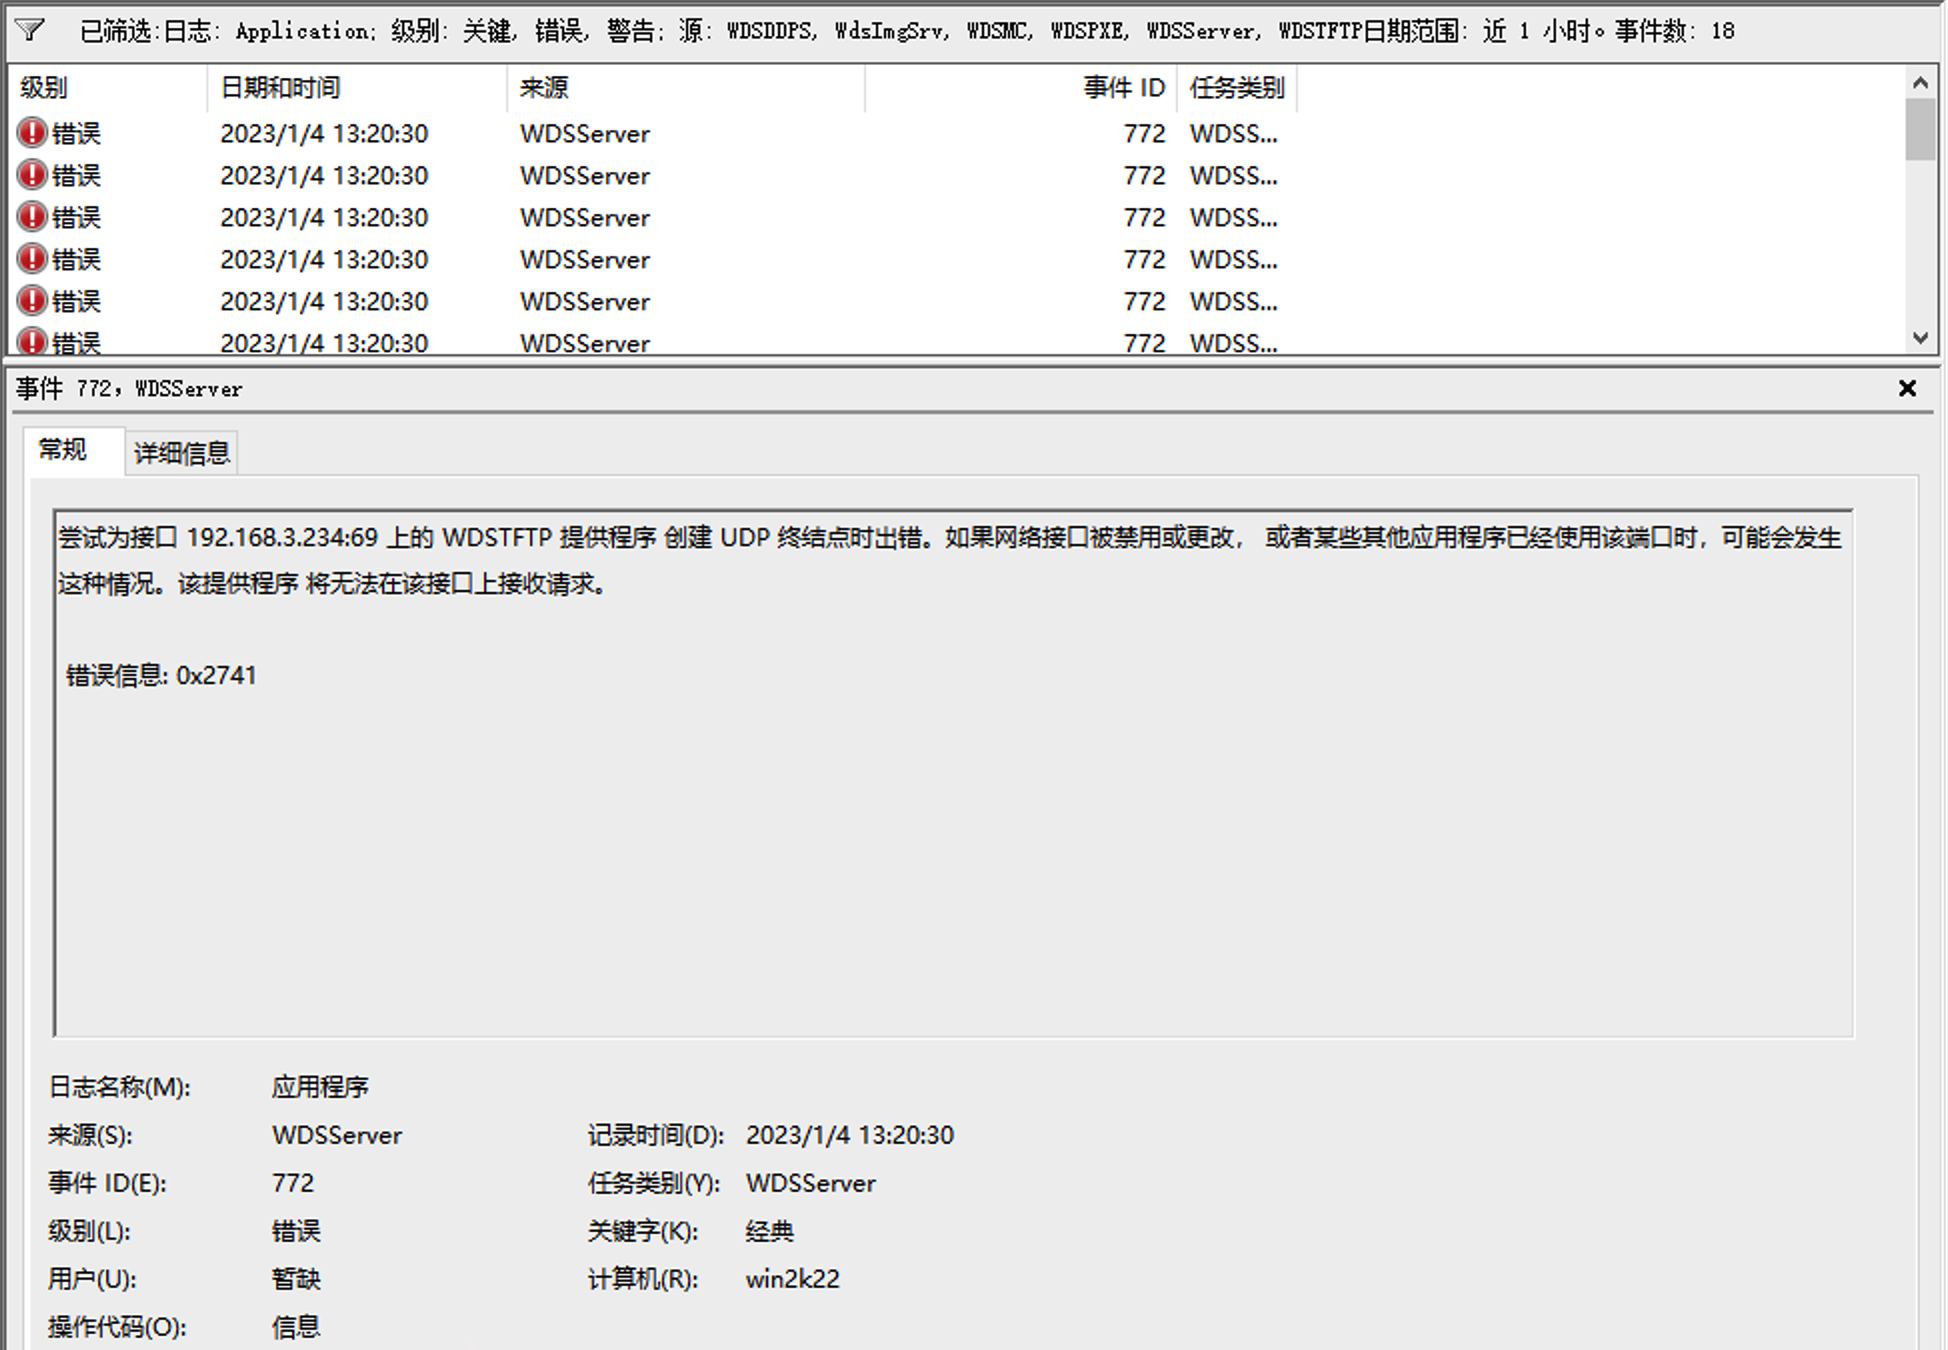 已筛选:日志: Application; 级别: 关键, 错误, 警告; 源: WDSDDPS, WdsImgSrv, WDSMC, WDSPXE, WDSServer, WDSTFTP日期范围: 近 1 小时。事件数: 18
级别 日期和时间 来源 事件 ID 任务类别
错误 2023/1/4 13:20:30 WDSServer 772 WDSS...
错误 2023/1/4 13:20:30 WDSServer 772 WDSS...
错误 2023/1/4 13:20:30 WDSServer 772 WDSS...
错误 2023/1/4 13:20:30 WDSServer 772 WDSS...
错误 2023/1/4 13:20:30 WDSServer 772 WDSS...
错误 2023/1/4 13:20:30 WDSServer 772 WDSS...
事件 772，WDSServer
常规 详细信息
尝试为接口 192.168.3.234:69 上的 WDSTFTP 提供程序 创建 UDP 终结点时出错。如果网络接口被禁用或更改， 或者某些其他应用程序已经使用该端口时，可能会发生
这种情况。该提供程序 将无法在该接口上接收请求。
错误信息: 0x2741
日志名称(M): 应用程序
来源(S): WDSServer 记录时间(D): 2023/1/4 13:20:30
事件 ID(E): 772 任务类别(Y): WDSServer
级别(L): 错误 关键字(K): 经典
用户(U): 暂缺 计算机(R): win2k22
操作代码(O): 信息